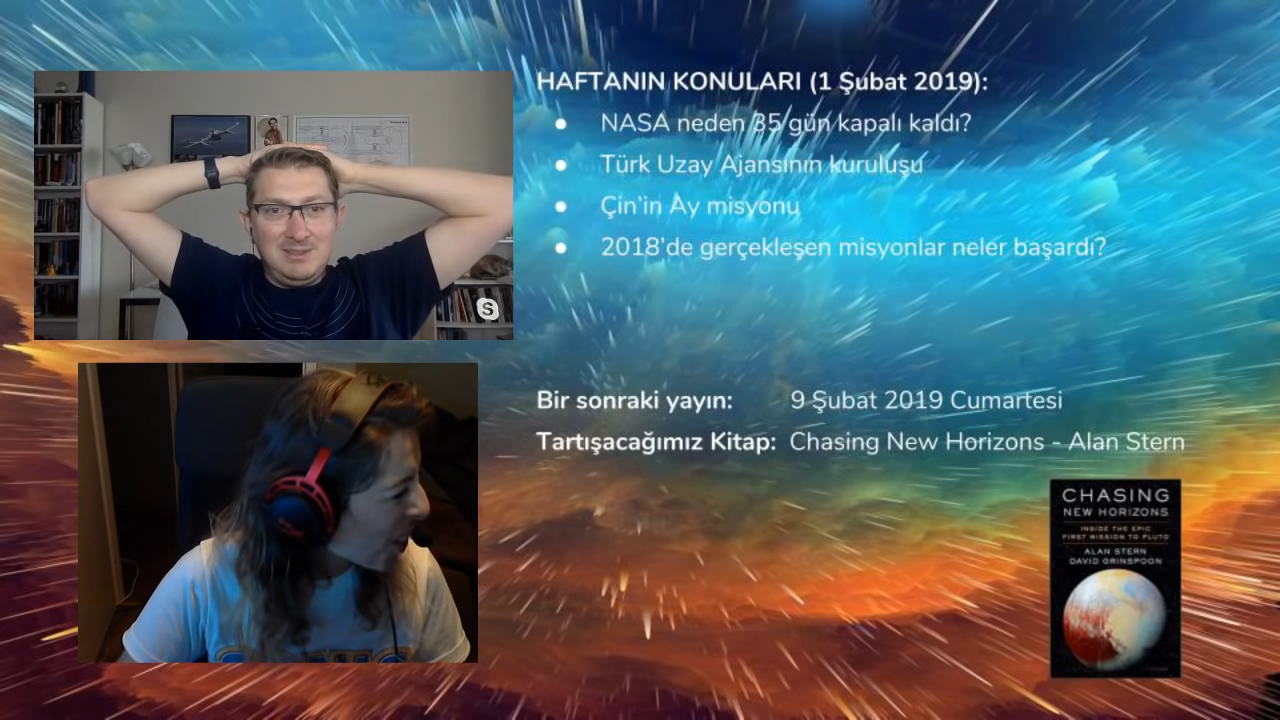 HAFTANIN KONULARI (1 Şubat 2019):
● NASA neden 35 gün kapalı kaldı?
● Türk Uzay Ajansının kuruluşu
● Çin'in Ay misyonu
● 2018'de gerçekleşen misyonlar neler başardı?
Bir sonraki yayın: 9 Şubat 2019 Cumartesi
Tartışacağımız Kitap: Chasing New Horizons - Alan Stern
CHASING
NEW HORIZONS
INSIDE THE EPIC
FIRST MISSION TO PLUTO
ALAN STERN
DAVID GRINSPOON
S